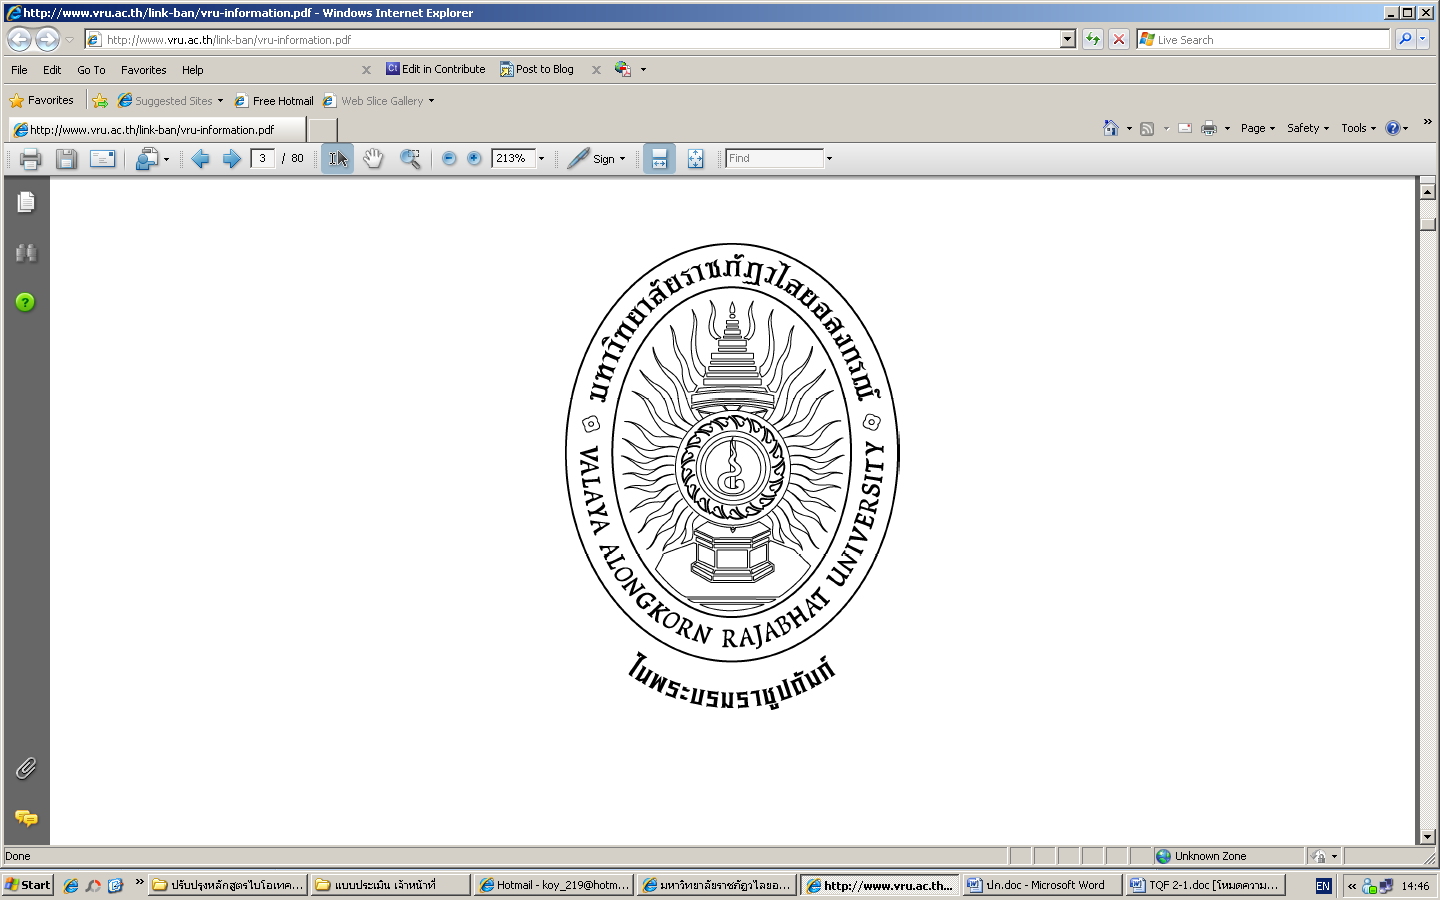 http://www.vru.ac.th/link-ban/vru-information.pdf - Windows Internet Explorer
http://www.vru.ac.th/link-ban/vru-information.pdf
Live Search
File Edit Go To Favorites Help
Edit in Contribute Post to Blog
Favorites Suggested Sites Free Hotmail Web Slice Gallery
http://www.vru.ac.th/link-ban/vru-information.pdf
Page Safety Tools
3 / 80 213% Sign Find
มหาวิทยาลัยราชภัฏวไลยอลงกรณ์
VALAYA ALONGKORN RAJABHAT UNIVERSITY
ในพระบรมราชูปถัมภ์
Done Unknown Zone
Start ปรับปรุงหลักสูตรไบโอเทค... แบบประเมิน เจ้าหน้าที่ Hotmail - koy_219@hotm... มหาวิทยาลัยราชภัฏวไลยอ... http://www.vru.ac.th... ปก.doc - Microsoft Word TQF 2-1.doc [โหมดความ... EN 14:46